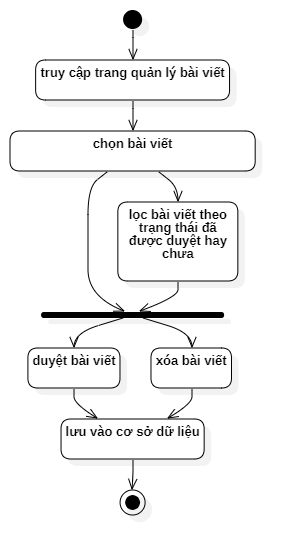 truy cập trang quản lý bài viết
chọn bài viết
lọc bài viết theo
trạng thái đã
được duyệt hay
chưa
duyệt bài viết
xóa bài viết
lưu vào cơ sở dữ liệu